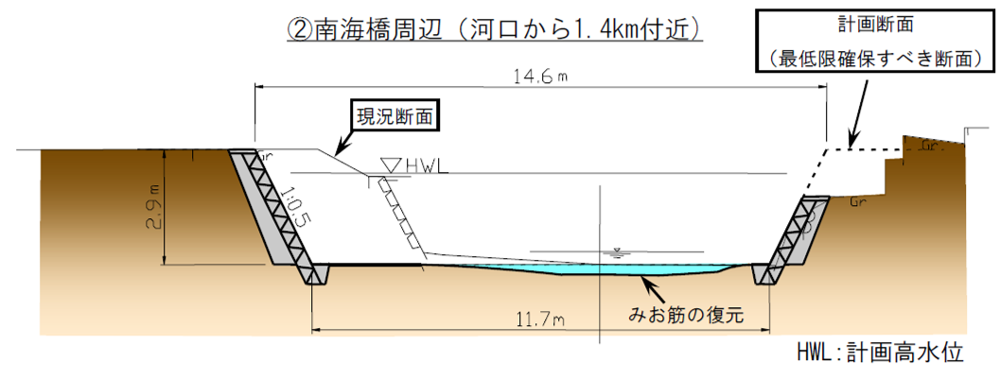 ②南海橋周辺（河口から1.4km付近）
計画断面
（最低限確保すべき断面）
14.6m
現況断面
Gr
HWL
Gr
1:0.5
2.9m
Gr
みお筋の復元
11.7m
HWL:計画高水位